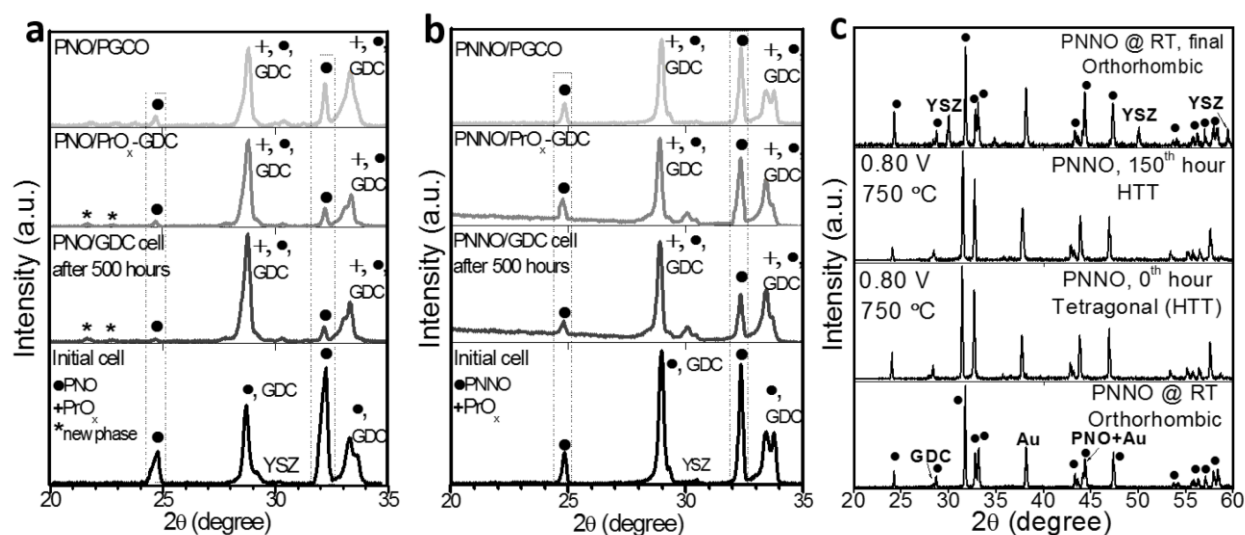 a
Intensity (a.u.)
PNO/PGCO
+, ●,
GDC
●
+, ●,
GDC
●
PNO/PrOₓ-GDC
+, ●,
GDC
●
+, ●,
GDC
* *
●
PNO/GDC cell
after 500 hours
+, ●,
GDC
+, ●,
GDC
* *
●
●
Initial cell
●PNO
+PrOₓ
*new phase
●
●, GDC
YSZ
●
●,
GDC
20 25 30 35
2θ (degree)
b
Intensity (a.u.)
PNNO/PGCO
+, ●,
GDC
●
+, ●,
GDC
●
PNNO/PrOₓ-GDC
+, ●,
GDC
●
+, ●,
GDC
●
PNNO/GDC cell
after 500 hours
+, ●,
GDC
+, ●,
GDC
●
●
Initial cell
●PNNO
+PrOₓ
●
●, GDC
YSZ
●
●,
GDC
20 25 30 35
2θ (degree)
c
Intensity (a.u.)
PNNO @ RT, final
Orthorhombic
YSZ
YSZ
YSZ
0.80 V
750 ºC
PNNO, 150th hour
HTT
0.80 V
750 ºC
PNNO, 0th hour
Tetragonal (HTT)
PNNO @ RT
Orthorhombic
GDC
Au
PNO+Au
20 25 30 35 40 45 50 55 60
2θ (degree)